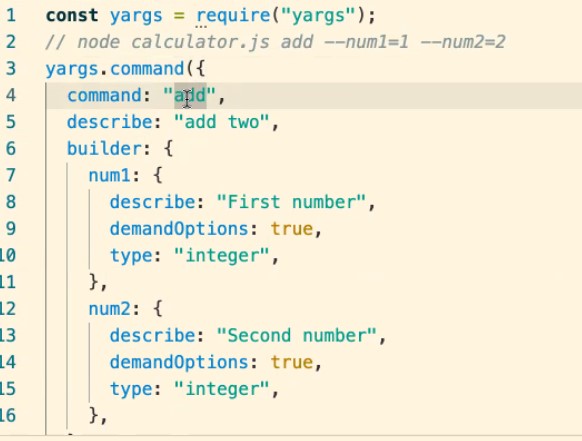 1 const yargs = require("yargs");
2 // node calculator.js add --num1=1 --num2=2
3 yargs.command({
4 command: "add",
5 describe: "add two",
6 builder: {
7 num1: {
8 describe: "First number",
9 demandOptions: true,
10 type: "integer",
11 },
12 num2: {
13 describe: "Second number",
14 demandOptions: true,
15 type: "integer",
16 },